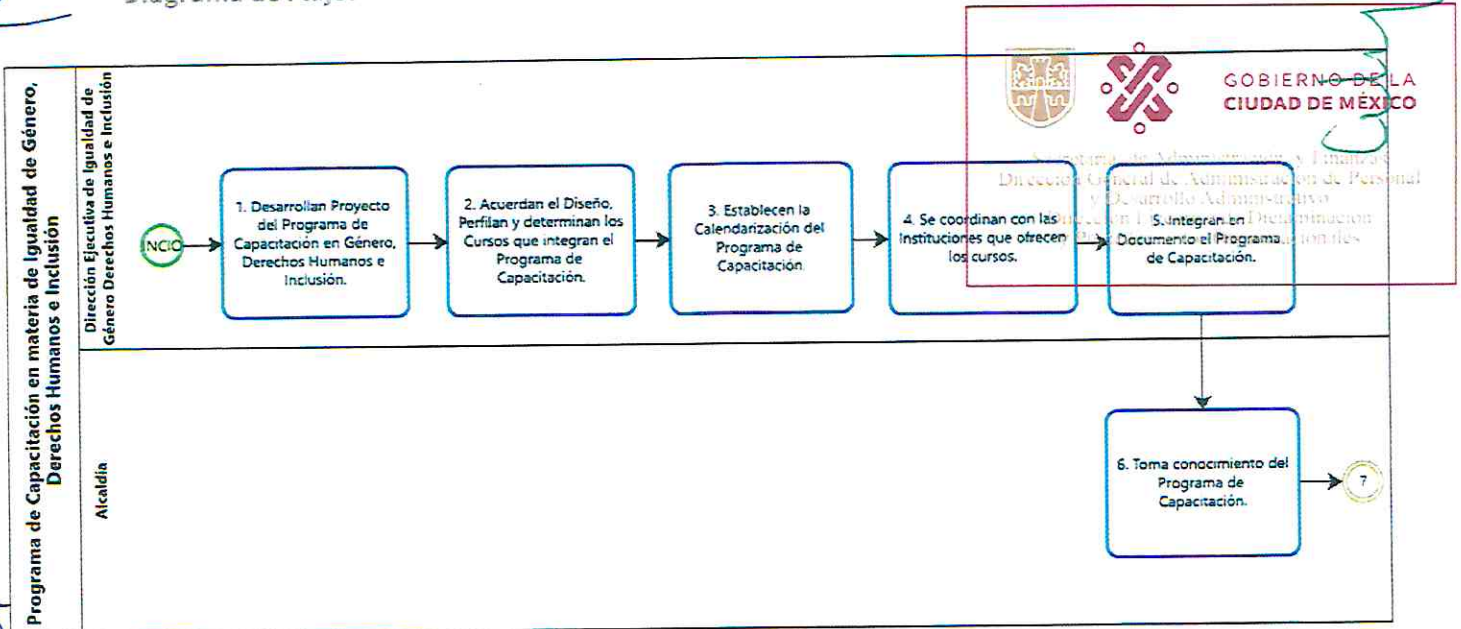 Diagrama de Flujo
Programa de Capacitación en materia de Igualdad de Género,
Derechos Humanos e Inclusión
Dirección Ejecutiva de Igualdad de
Género Derechos Humanos e Inclusión
INCIO
1. Desarrollan Proyecto
del Programa de
Capacitación en Género,
Derechos Humanos e
Inclusión.
2. Acuerdan el Diseño,
Perfilan y determinan los
Cursos que integran el
Programa de
Capacitación.
3. Establecen la
Calendarización del
Programa de
Capacitación
4. Se coordinan con las
Instituciones que ofrecen
los cursos.
5. Integran en
Documento el Programa
de Capacitación.
GOBIERNO DE LA
CIUDAD DE MÉXICO
Secretaría de Administración y Finanzas
Dirección General de Administración de Personal
y Desarrollo Administrativo
Alcaldía
6. Toma conocimiento del
Programa de
Capacitación.
7